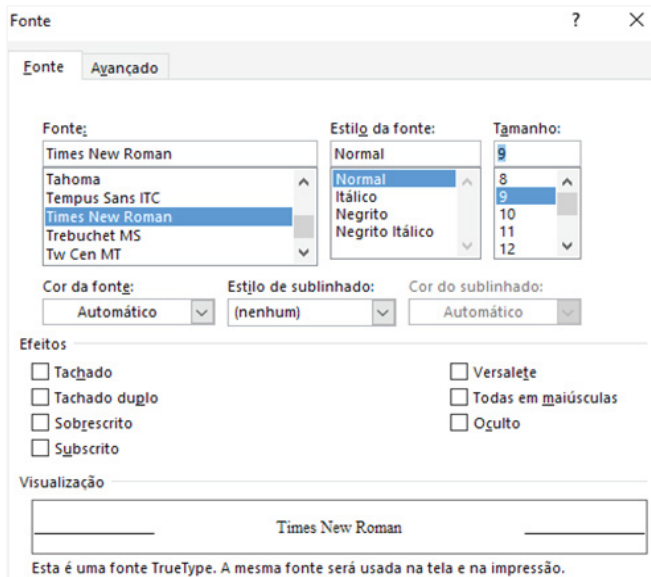 Fonte ?
Fonte Avançado
Fonte: Estilo da fonte: Tamanho:
Times New Roman Normal 9
Tahoma Normal 8
Tempus Sans ITC Itálico 9
Times New Roman Negrito 10
Trebuchet MS Negrito Itálico 11
Tw Cen MT 12
Cor da fonte: Estilo de sublinhado: Cor do sublinhado:
Automático (nenhum) Automático
Efeitos
Tachado Versalete
Tachado duplo Todas em maiúsculas
Sobrescrito Oculto
Subscrito
Visualização
Times New Roman
Esta é uma fonte TrueType. A mesma fonte será usada na tela e na impressão.